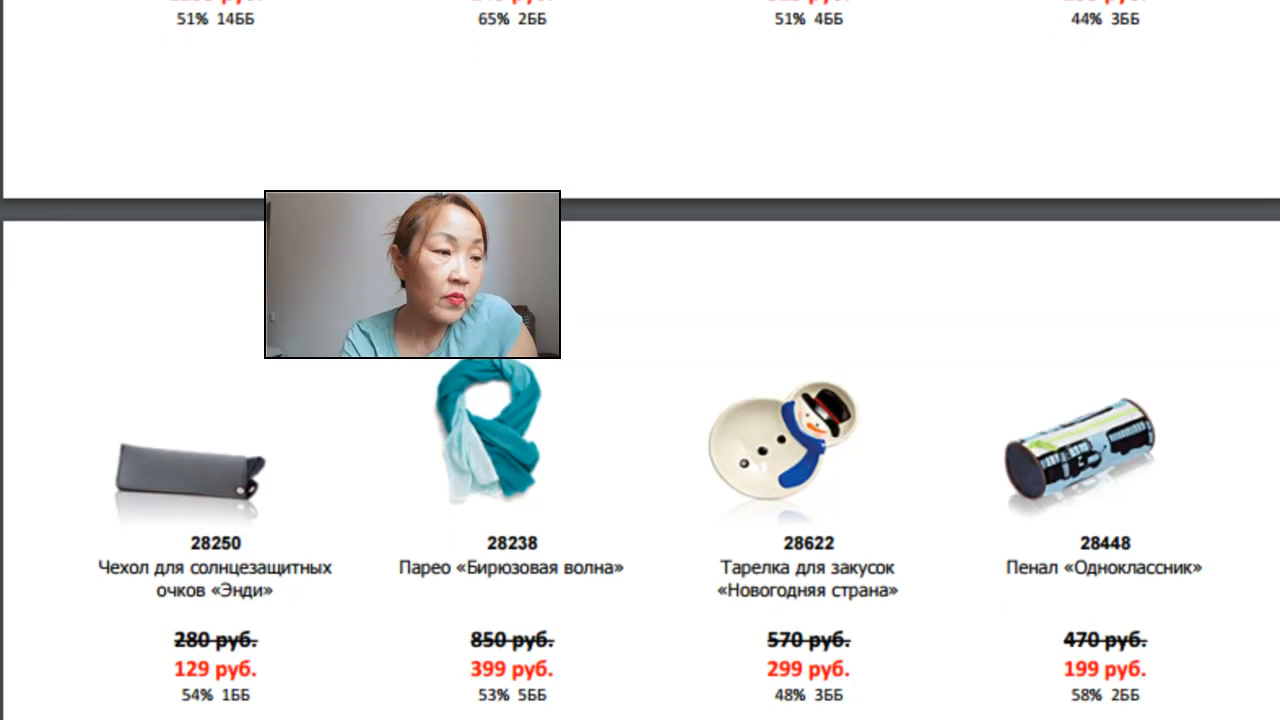 51% 14ББ
65% 2ББ
51% 4ББ
44% 3ББ
28250
Чехол для солнцезащитных
очков «Энди»
280 руб.
129 руб.
54% 1ББ
28238
Парео «Бирюзовая волна»
850 руб.
399 руб.
53% 5ББ
28622
Тарелка для закусок
«Новогодняя страна»
570 руб.
299 руб.
48% 3ББ
28448
Пенал «Одноклассник»
470 руб.
199 руб.
58% 2ББ